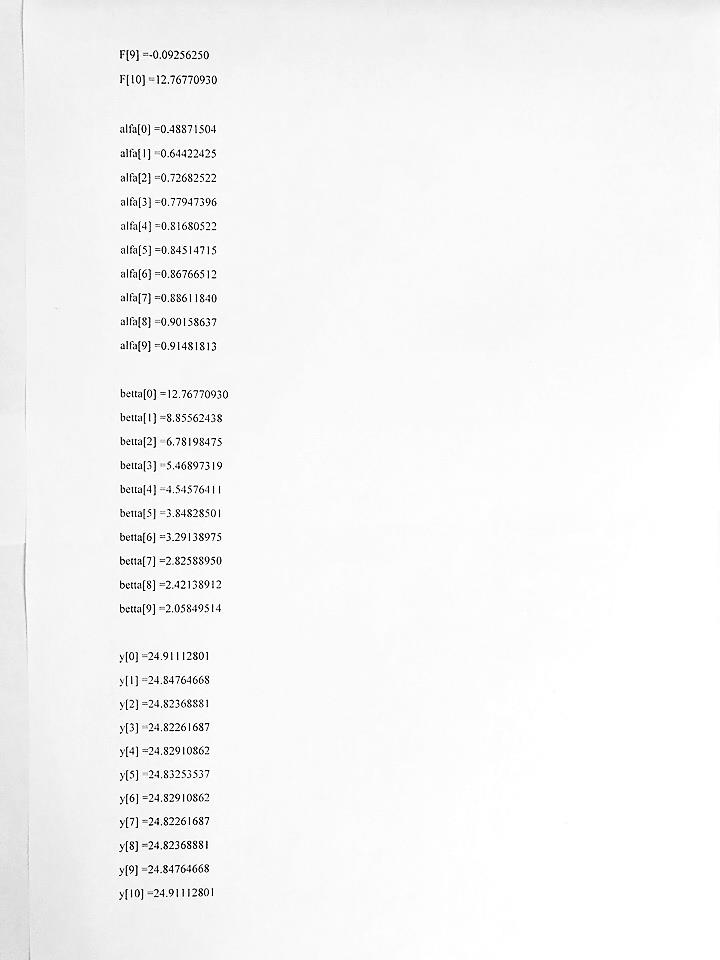 F[9] =-0.09256250
F[10] =12.76770930
alfa[0] =0.48871504
alfa[1] =0.64422425
alfa[2] =0.72682522
alfa[3] =0.77947396
alfa[4] =0.81680522
alfa[5] =0.84514715
alfa[6] =0.86766512
alfa[7] =0.88611840
alfa[8] =0.90158637
alfa[9] =0.91481813
betta[0] =12.76770930
betta[1] =8.85562438
betta[2] =6.78198475
betta[3] =5.46897319
betta[4] =4.54576411
betta[5] =3.84828501
betta[6] =3.29138975
betta[7] =2.82588950
betta[8] =2.42138912
betta[9] =2.05849514
y[0] =24.91112801
y[1] =24.84764668
y[2] =24.82368881
y[3] =24.82261687
y[4] =24.82910862
y[5] =24.83253537
y[6] =24.82910862
y[7] =24.82261687
y[8] =24.82368881
y[9] =24.84764668
y[10] =24.91112801